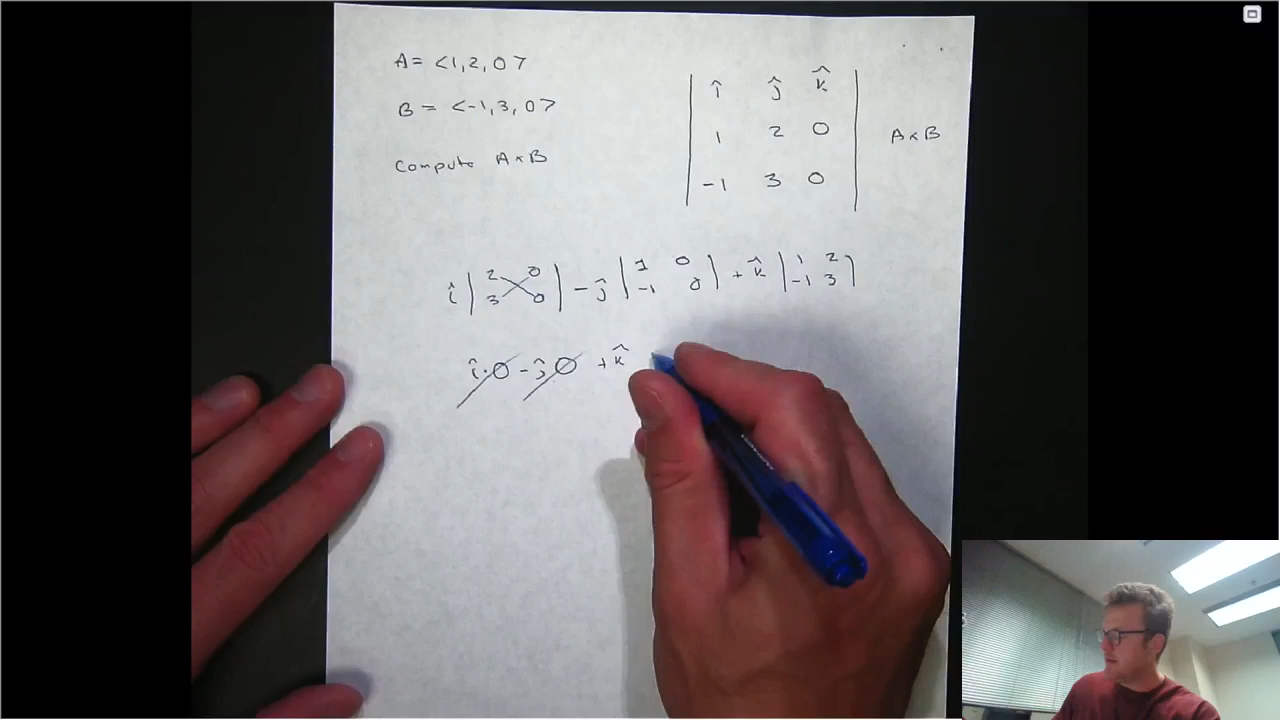 A = <1, 2, 0>
B = <-1, 3, 0>
Compute A×B
î ĵ k̂
1 2 0
-1 3 0
A×B
î | 2 0 | - ĵ | 1 0 | + k̂ | 1 2 |
3 0 -1 0 -1 3
î·0 - ĵ 0 + k̂